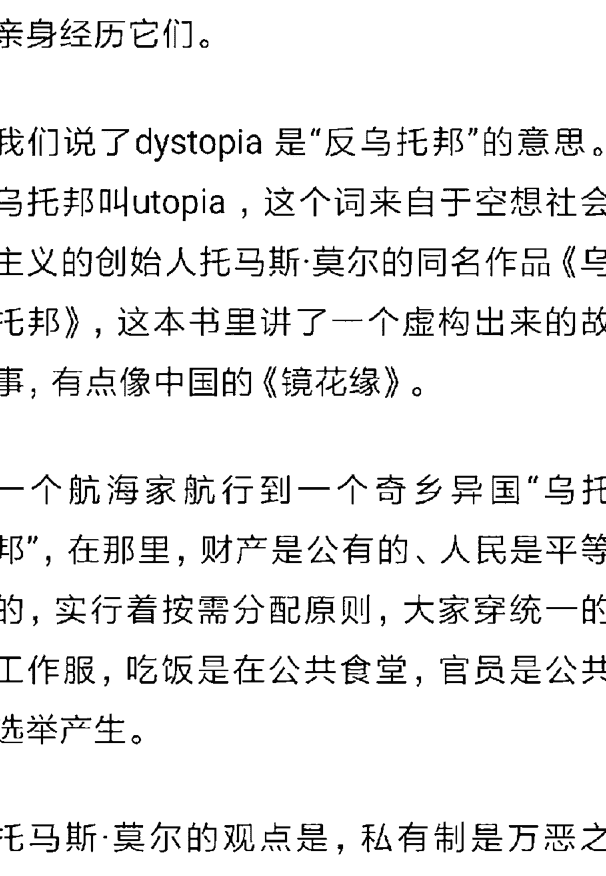 亲身经历它们。
我们说了dystopia 是“反乌托邦”的意思。
乌托邦叫utopia ，这个词来自于空想社会
主义的创始人托马斯·莫尔的同名作品《乌
托邦》，这本书里讲了一个虚构出来的故
事，有点像中国的《镜花缘》。
一个航海家航行到一个奇乡异国“乌托
邦”，在那里，财产是公有的、人民是平等
的，实行着按需分配原则，大家穿统一的
工作服，吃饭是在公共食堂，官员是公共
选举产生。
托马斯·莫尔的观点是，私有制是万恶之